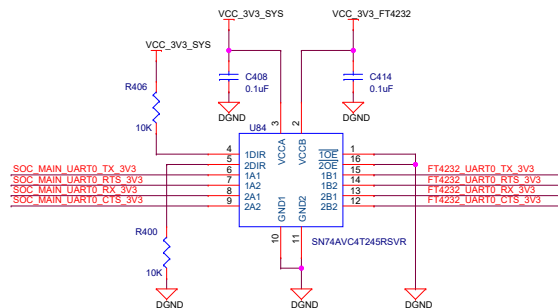 VCC_3V3_SYS
VCC_3V3_FT4232
VCC_3V3_SYS
C408
0.1uF
C414
0.1uF
R406
10K
DGND
DGND
U84
3
2
VCCA
VCCB
4
1DIR
1OE
1
5
2DIR
2OE
16
SOC_MAIN_UART0_TX_3V3
6
1A1
1B1
15
FT4232_UART0_TX_3V3
SOC_MAIN_UART0_RTS_3V3
7
1A2
1B2
14
FT4232_UART0_RTS_3V3
SOC_MAIN_UART0_RX_3V3
8
2A1
2B1
13
FT4232_UART0_RX_3V3
SOC_MAIN_UART0_CTS_3V3
9
2A2
2B2
12
FT4232_UART0_CTS_3V3
GND1
GND2
10
11
SN74AVC4T245RSVR
R400
10K
DGND
DGND
DGND